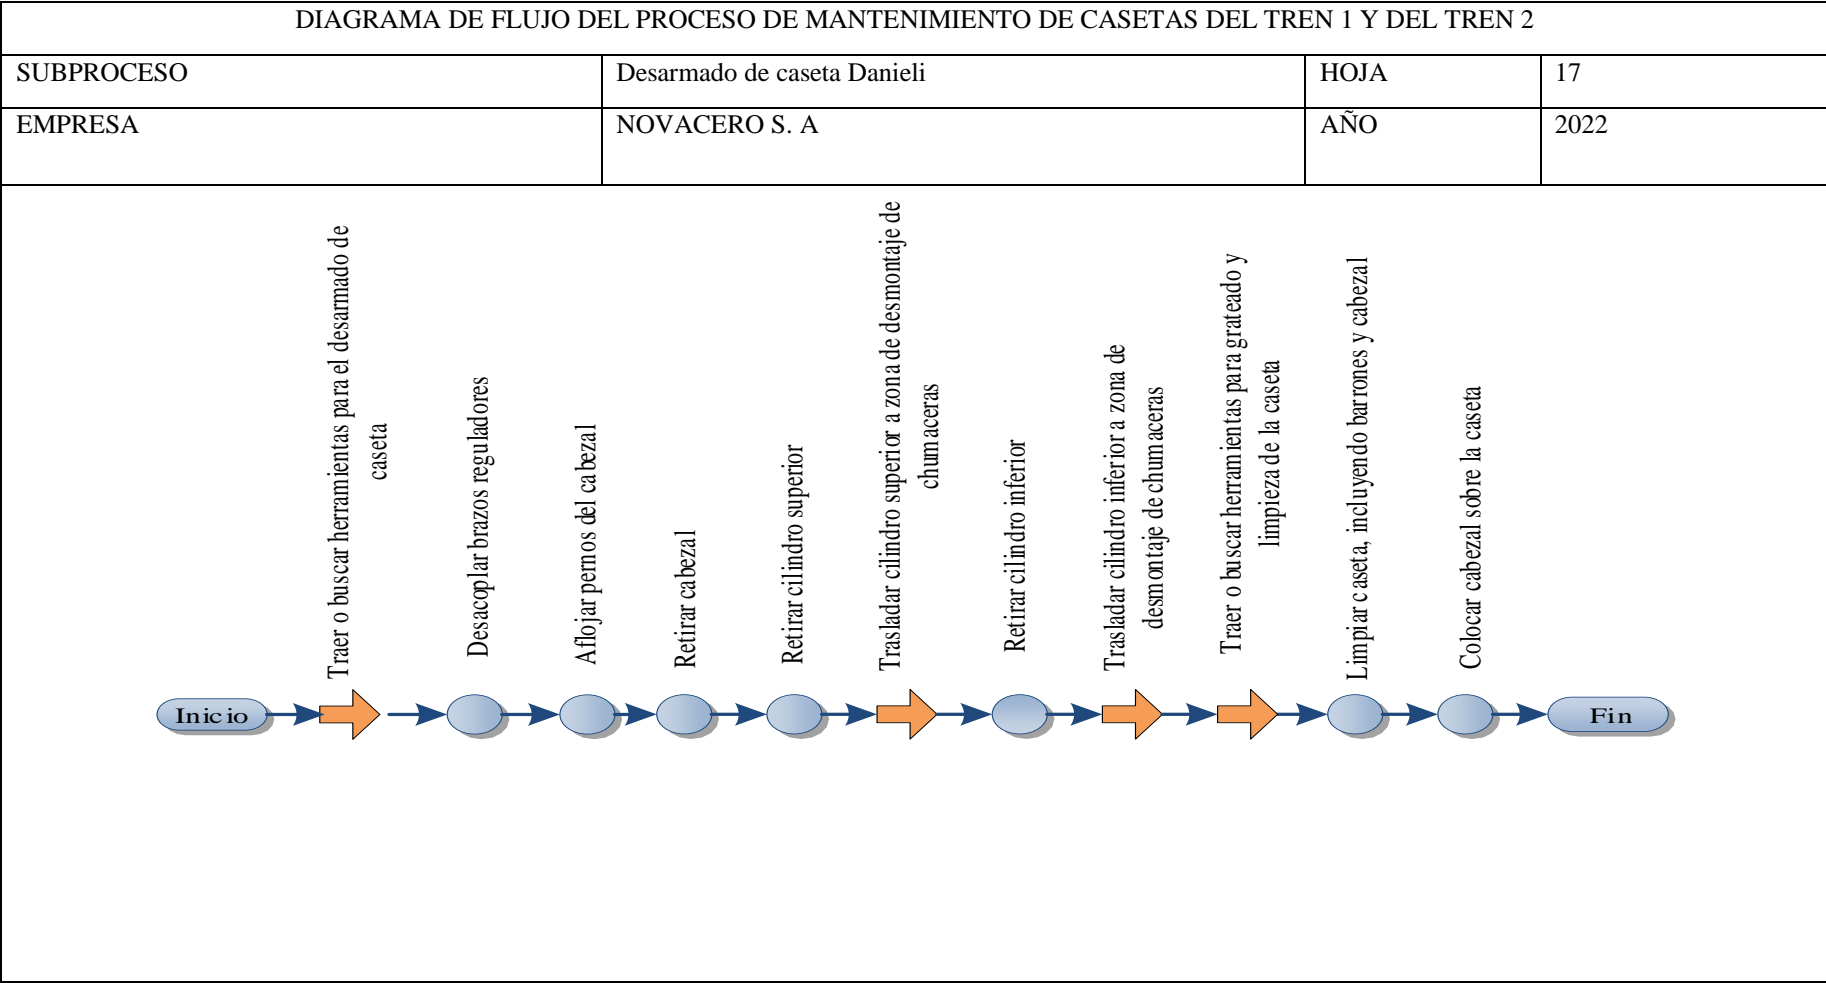 DIAGRAMA DE FLUJO DEL PROCESO DE MANTENIMIENTO DE CASETAS DEL TREN 1 Y DEL TREN 2
SUBPROCESO
Desarmado de caseta Danieli
HOJA
17
EMPRESA
NOVACERO S. A
AÑO
2022
Inicio
Traer o buscar herramientas para el desarmado de
caseta
Desacoplar brazos reguladores
Aflojar pernos del cabezal
Retirar cabezal
Retirar cilindro superior
Trasladar cilindro superior a zona de desmontaje de
chumaceras
Retirar cilindro inferior
Trasladar cilindro inferior a zona de
desmontaje de chumaceras
Traer o buscar herramientas para grateado y
limpieza de la caseta
Limpiar caseta, incluyendo barrones y cabezal
Colocar cabezal sobre la caseta
Fin